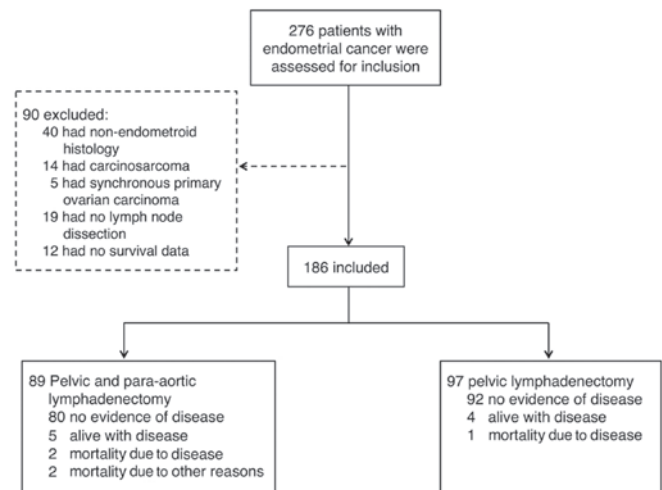 276 patients with
endometrial cancer were
assessed for inclusion
90 excluded:
40 had non-endometroid
histology
14 had carcinosarcoma
5 had synchronous primary
ovarian carcinoma
19 had no lymph node
dissection
12 had no survival data
186 included
89 Pelvic and para-aortic
lymphadenectomy
80 no evidence of disease
5 alive with disease
2 mortality due to disease
2 mortality due to other reasons
97 pelvic lymphadenectomy
92 no evidence of disease
4 alive with disease
1 mortality due to disease